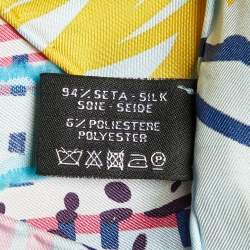 94% SETA - SILK
SOIE - SEIDE
6% POLIESTERE
POLYESTER
P